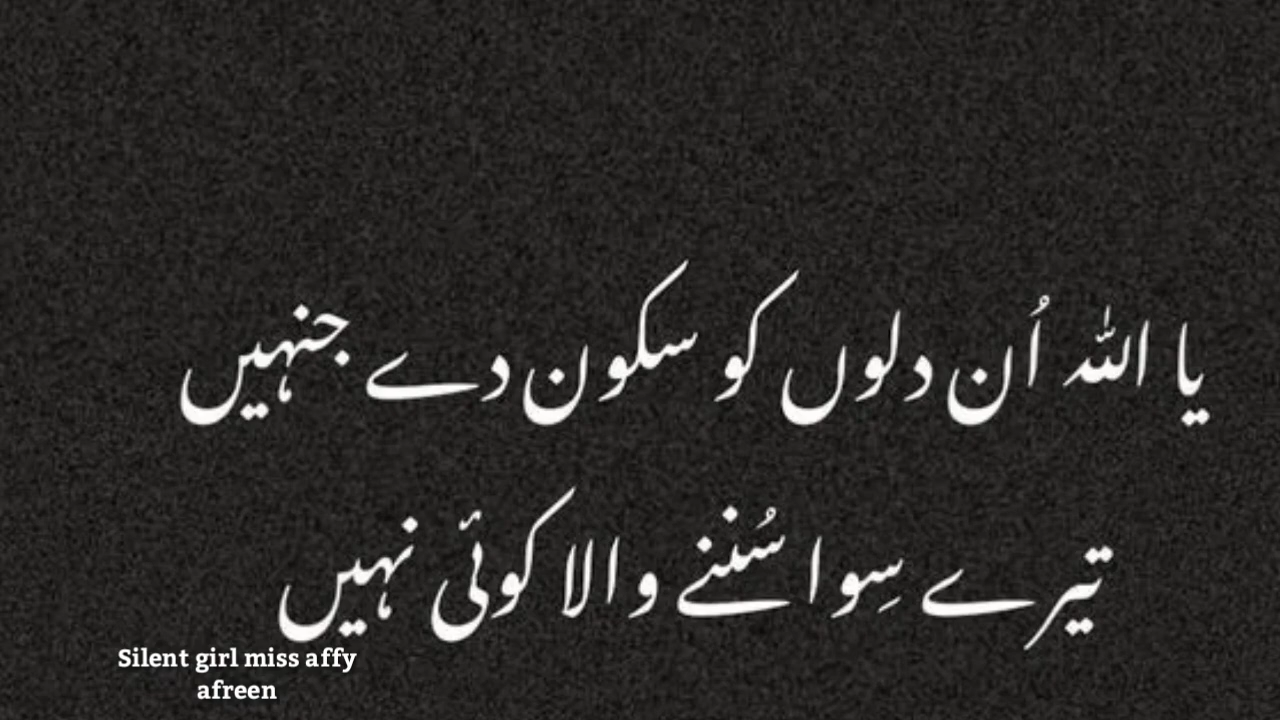 یا اللہ اُن دلوں کو سکون دے جنہیں
تیرے سِوا سُننے والا کوئی نہیں
Silent girl miss affy
afreen